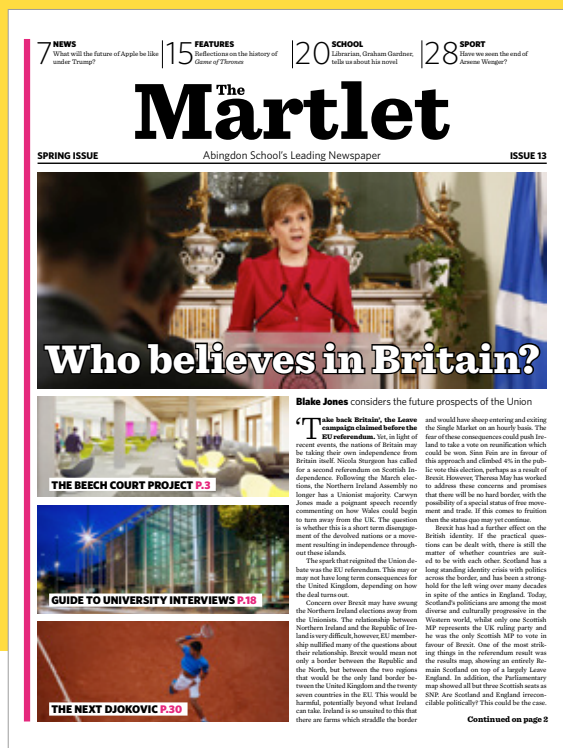 7 NEWS
What will the future of Apple be like
under Trump?
15 FEATURES
Reflections on the history of
Game of Thrones
20 SCHOOL
Librarian, Graham Gardner,
tells us about his novel
28 SPORT
Have we seen the end of
Arsene Wenger?
The
Martlet
SPRING ISSUE
Abingdon School's Leading Newspaper
ISSUE 13
Who believes in Britain?
THE BEECH COURT PROJECT P.3
GUIDE TO UNIVERSITY INTERVIEWS P.18
THE NEXT DJOKOVIC P.30
Blake Jones considers the future prospects of the Union
‘Take back Britain’, the Leave
campaign claimed before the
EU referendum. Yet, in light of
recent events, the nations of Britain may
be taking their own independence from
Britain itself. Nicola Sturgeon has called
for a second referendum on Scottish In-
dependence. Following the March elec-
tions, the Northern Ireland Assembly no
longer has a Unionist majority. Carwyn
Jones made a poignant speech recently
commenting on how Wales could begin
to turn away from the UK. The question
is whether this is a short term disengage-
ment of the devolved nations or a move-
ment resulting in independence through-
out these islands.
The spark that reignited the Union de-
bate was the EU referendum. This may or
may not have long term consequences for
the United Kingdom, depending on how
the deal turns out.
Concern over Brexit may have swung
the Northern Ireland elections away from
the Unionists. The relationship between
Northern Ireland and the Republic of Ire-
land is very difficult, however, EU member-
ship nullified many of the questions about
their relationship. Brexit would mean not
only a border between the Republic and
the North, but between the two regions
that would be the only land border be-
tween the United Kingdom and the twenty
seven countries in the EU. This would be
harmful, potentially beyond what Ireland
can take. Ireland is so unsuited to this that
there are farms which straddle the border
and would have sheep entering and exiting
the Single Market on an hourly basis. The
fear of these consequences could push Ire-
land to take a vote on reunification which
could be won. Sinn Fein are in favour of
this approach and climbed 4% in the pub-
lic vote this election, perhaps as a result of
Brexit. However, Theresa May has worked
to address these concerns and promises
that there will be no hard border, with the
possibility of a special status of free move-
ment and trade. If this comes to fruition
then the status quo may yet continue.
Brexit has had a further effect on the
British identity. If the practical ques-
tions can be dealt with, there is still the
matter of whether countries are suit-
ed to be with each other. Scotland has a
long standing identity crisis with politics
across the border, and has been a strong-
hold for the left wing over many decades
in spite of the antics in England. Today,
Scotland's politicians are among the most
diverse and culturally progressive in the
Western world, whilst only one Scottish
MP represents the UK ruling party and
he was the only Scottish MP to vote in
favour of Brexit. One of the most strik-
ing things in the referendum result was
the results map, showing an entirely Re-
main Scotland on top of a largely Leave
England. In addition, the Parliamentary
map showed all but three Scottish seats as
SNP. Are Scotland and England irrecon-
cilable politically? This could be the case.
Continued on page 2